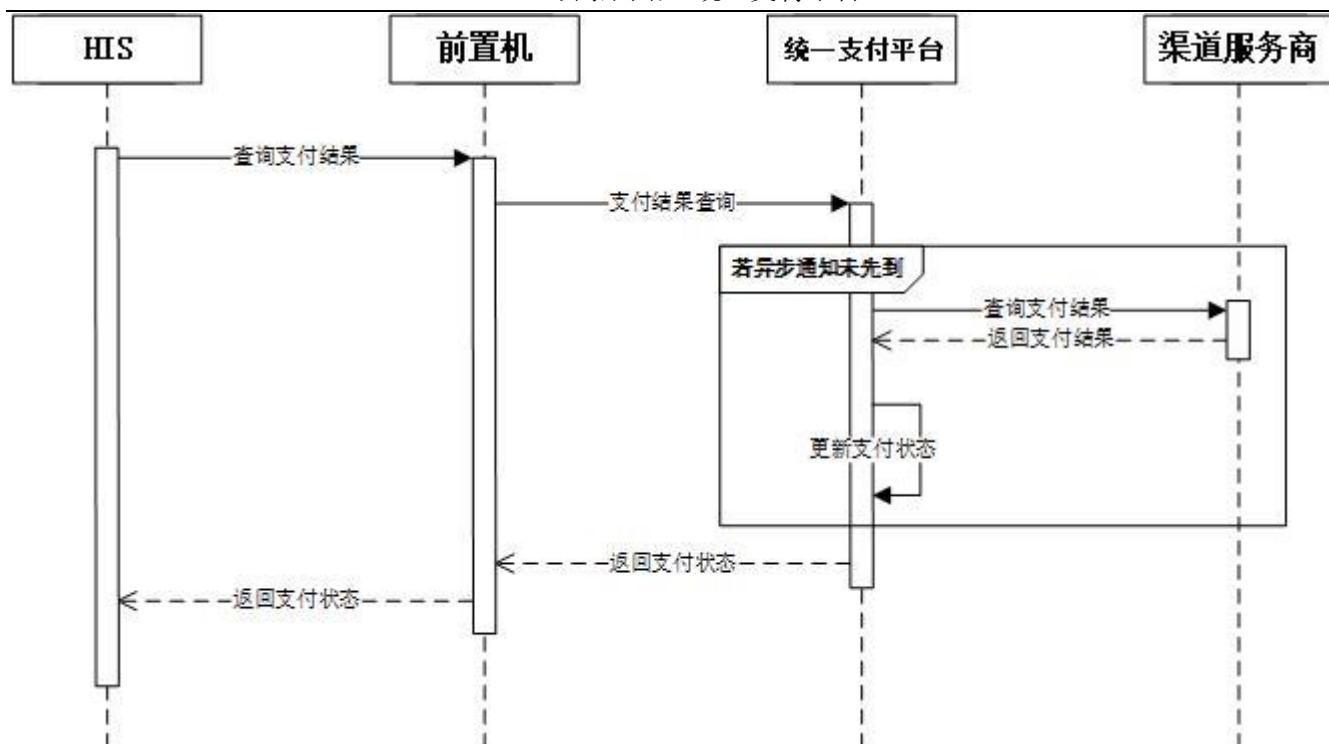 HIS
前置机
统一支付平台
渠道服务商
查询支付结果
支付结果查询
若异步通知未先到
查询支付结果
返回支付结果
更新支付状态
返回支付状态
返回支付状态